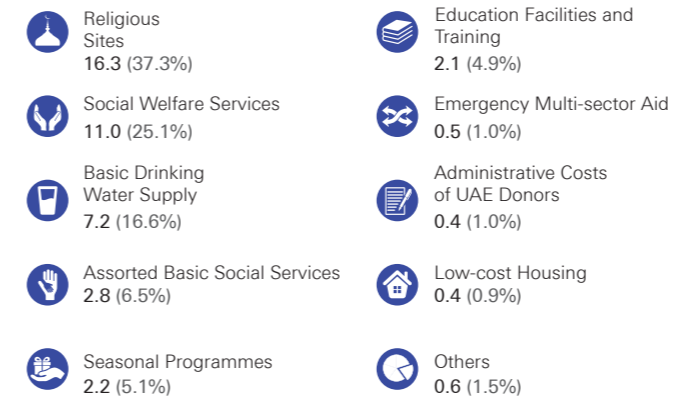 Religious
Sites
16.3 (37.3%)
Social Welfare Services
11.0 (25.1%)
Basic Drinking
Water Supply
7.2 (16.6%)
Assorted Basic Social Services
2.8 (6.5%)
Seasonal Programmes
2.2 (5.1%)
Education Facilities and
Training
2.1 (4.9%)
Emergency Multi-sector Aid
0.5 (1.0%)
Administrative Costs
of UAE Donors
0.4 (1.0%)
Low-cost Housing
0.4 (0.9%)
Others
0.6 (1.5%)